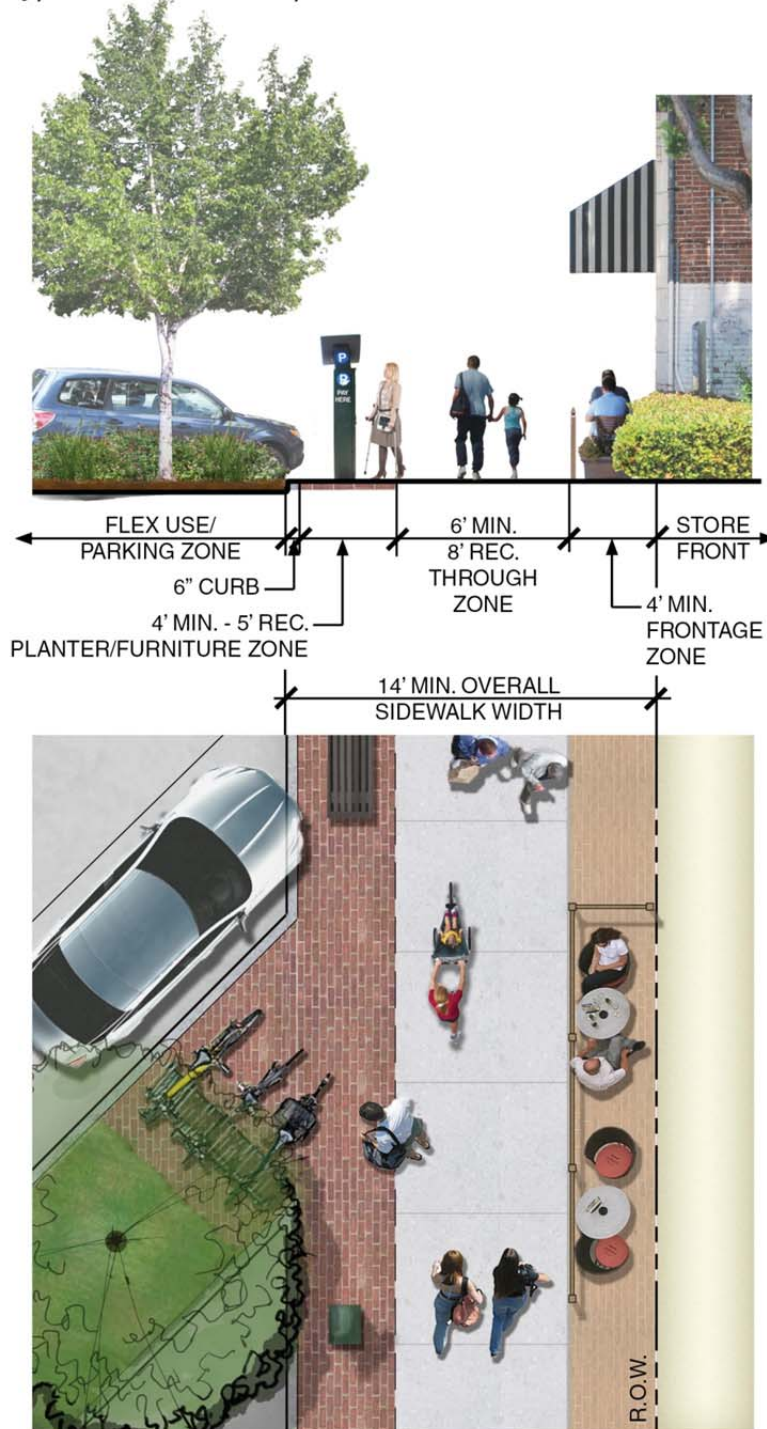 P
PAY
HERE
FLEX USE/
PARKING ZONE
6" CURB
4' MIN. - 5' REC.
PLANTER/FURNITURE ZONE
6' MIN.
8' REC.
THROUGH
ZONE
STORE
FRONT
4' MIN.
FRONTAGE
ZONE
14' MIN. OVERALL
SIDEWALK WIDTH
R.O.W.